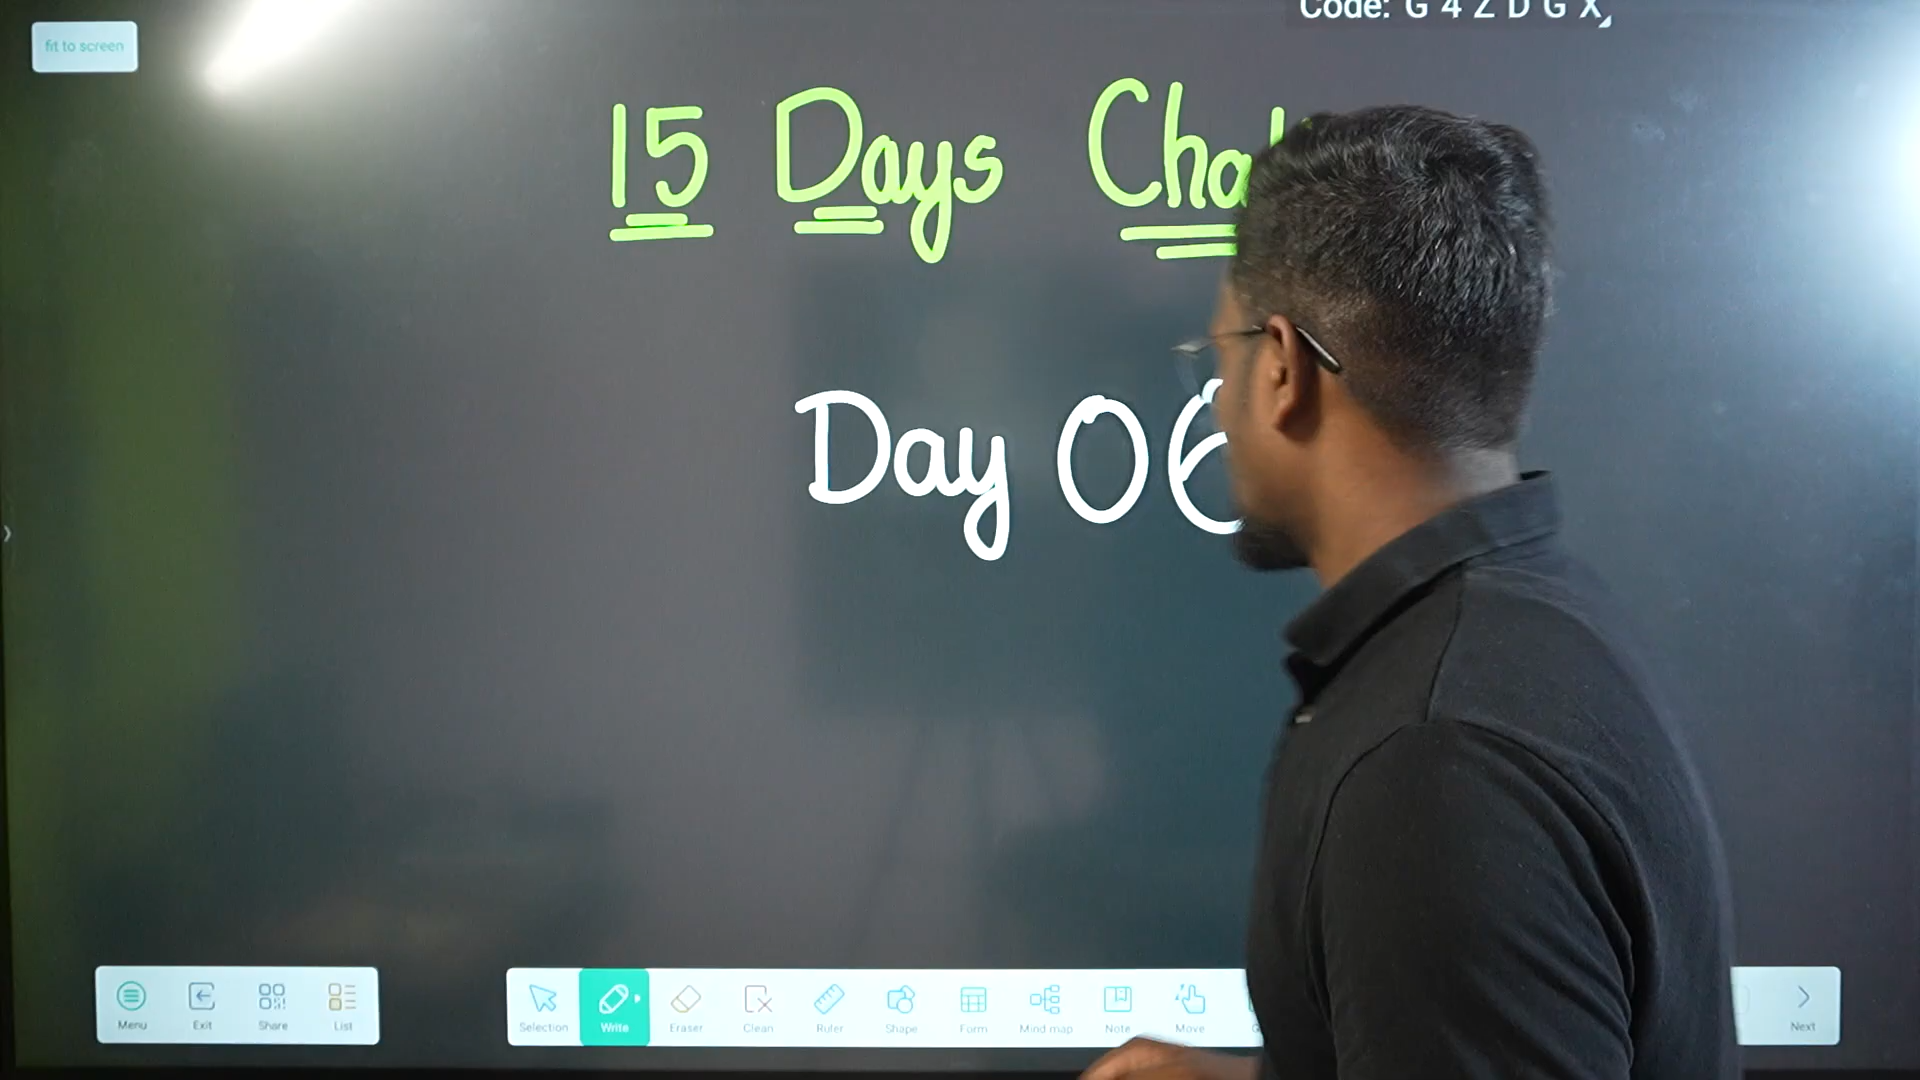 fit to screen
Code: G 4 Z D G X
15 Days
Day 06
Menu Exit Share List
Selection Write Eraser Clean Ruler Shape Form Mind map Note Move
Next